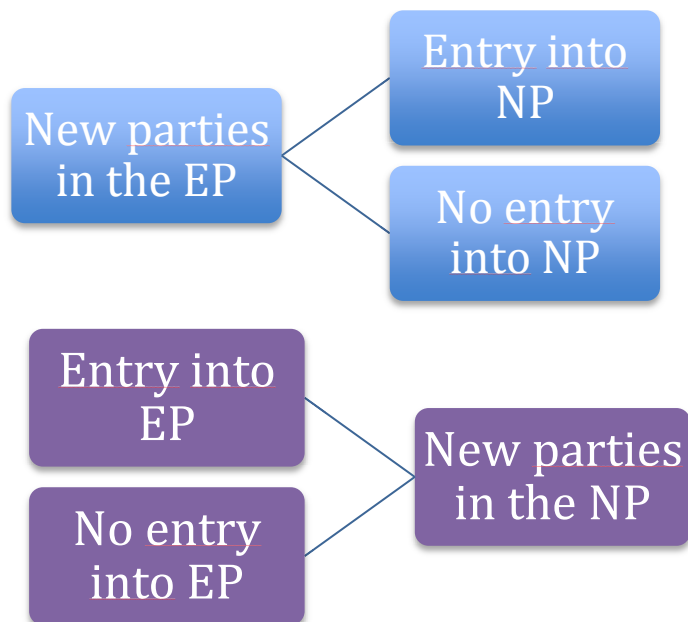 New parties
in the EP
Entry into
NP
No entry
into NP
Entry into
EP
No entry
into EP
New parties
in the NP